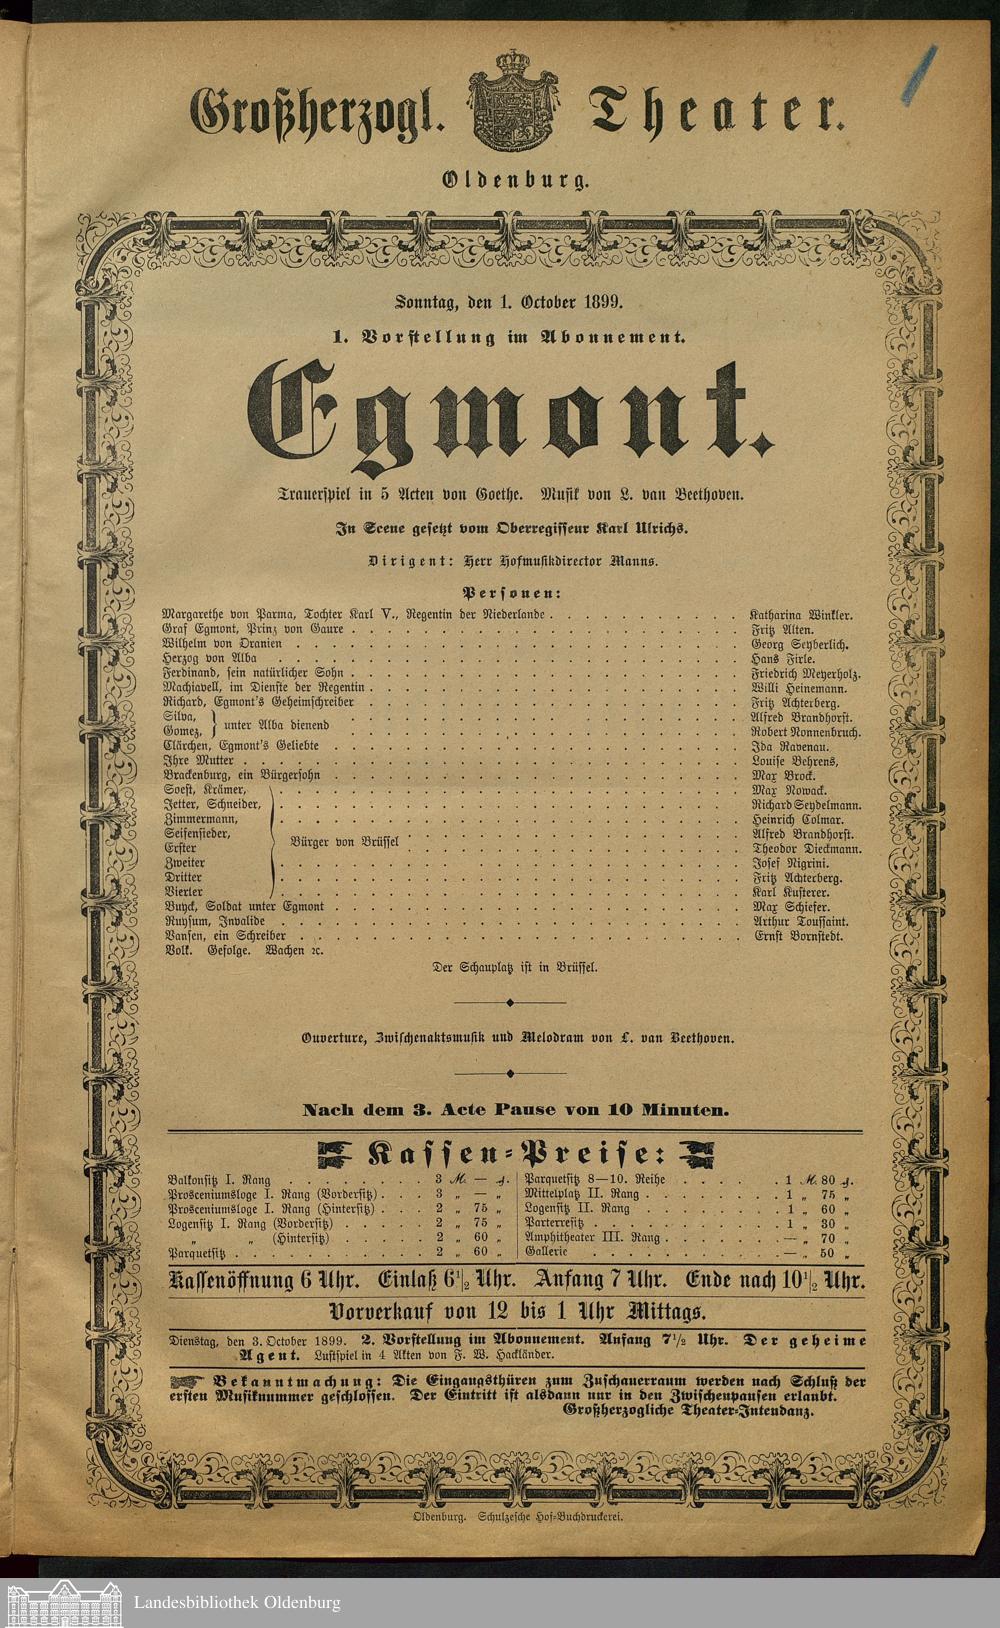 Großherzogl. Theater.
Oldenburg.
Sonntag, den 1. October 1899.
1. Vorstellung im Abonnement.
Egmont.
Trauerspiel in 5 Acten von Goethe. Musik von L. van Beethoven.
In Scene gesetzt vom Oberregisseur Karl Ulrichs.
Dirigent: Herr Hofmusikdirector Manns.
Personen:
Margarethe von Parma, Tochter Karl V., Regentin der Niederlande . . . . . . . . . . Katharina Winkler.
Graf Egmont, Prinz von Gaure . . . . . . . . . . Fritz Alten.
Wilhelm von Oranien . . . . . . . . . . Georg Seyberlich.
Herzog von Alba . . . . . . . . . . Hans Firle.
Ferdinand, sein natürlicher Sohn . . . . . . . . . . Friedrich Meyerholz.
Machiavell, im Dienste der Regentin . . . . . . . . . . Willi Heinemann.
Richard, Egmont's Geheimschreiber . . . . . . . . . . Fritz Achterberg.
Silva, } unter Alba dienend . . . . . . . . . . Alfred Brandhorst.
Gomez, . . . . . . . . . . Robert Nonnenbruch.
Clärchen, Egmont's Geliebte . . . . . . . . . . Ida Ravenau.
Ihre Mutter . . . . . . . . . . Louise Behrens,
Brackenburg, ein Bürgersohn . . . . . . . . . . Max Brock.
Soest, Krämer, . . . . . . . . . . Max Nowack.
Jetter, Schneider, . . . . . . . . . . Richard Seydelmann.
Zimmermann, . . . . . . . . . . Heinrich Colmar.
Seifensieder, . . . . . . . . . . Alfred Brandhorst.
Erster } Bürger von Brüssel . . . . . . . . . . Theodor Dieckmann.
Zweiter . . . . . . . . . . Josef Nigrini.
Dritter . . . . . . . . . . Fritz Achterberg.
Vierler . . . . . . . . . . Karl Kusterer.
Buyck, Soldat unter Egmont . . . . . . . . . . Max Schiefer.
Ruysum, Invalide . . . . . . . . . . Arthur Toussaint.
Vansen, ein Schreiber . . . . . . . . . . Ernst Bornstedt.
Volk. Gefolge. Wachen ꝛc.
Der Schauplatz ist in Brüssel.
Ouverture, Zwischenaktsmusik und Melodram von L. van Beethoven.
Nach dem 3. Acte Pause von 10 Minuten.
Kassen-Preise:
Balkonsitz I. Rang . . . . . 3 M. — ₰.
Prosceniumsloge I. Rang (Vordersitz) . . . 3 „ — „
Prosceniumsloge I. Rang (Hintersitz) . . . 2 „ 75 „
Logensitz I. Rang (Vordersitz) . . . . . 2 „ 75 „
„ „ (Hintersitz) . . . . . 2 „ 60 „
Parquetsitz . . . . . 2 „ 60 „
Parquetsitz 8—10. Reihe . . . . . 1 M. 80 ₰.
Mittelplatz II. Rang . . . . . 1 „ 75 „
Logensitz II. Rang . . . . . 1 „ 60 „
Parterresitz . . . . . 1 „ 30 „
Amphitheater III. Rang . . . . . — „ 70 „
Gallerie . . . . . — „ 50 „
Kassenöffnung 6 Uhr. Einlaß 6½ Uhr. Anfang 7 Uhr. Ende nach 10½ Uhr.
Vorverkauf von 12 bis 1 Uhr Mittags.
Dienstag, den 3. October 1899. 2. Vorstellung im Abonnement. Anfang 7½ Uhr. Der geheime
Agent. Lustspiel in 4 Akten von F. W. Hackländer.
Bekanntmachung: Die Eingangsthüren zum Zuschauerraum werden nach Schluß der
ersten Musiknummer geschlossen. Der Eintritt ist alsdann nur in den Zwischenpausen erlaubt.
Großherzogliche Theater-Intendanz.
Oldenburg. Schulzesche Hof-Buchdruckerei.
Landesbibliothek Oldenburg